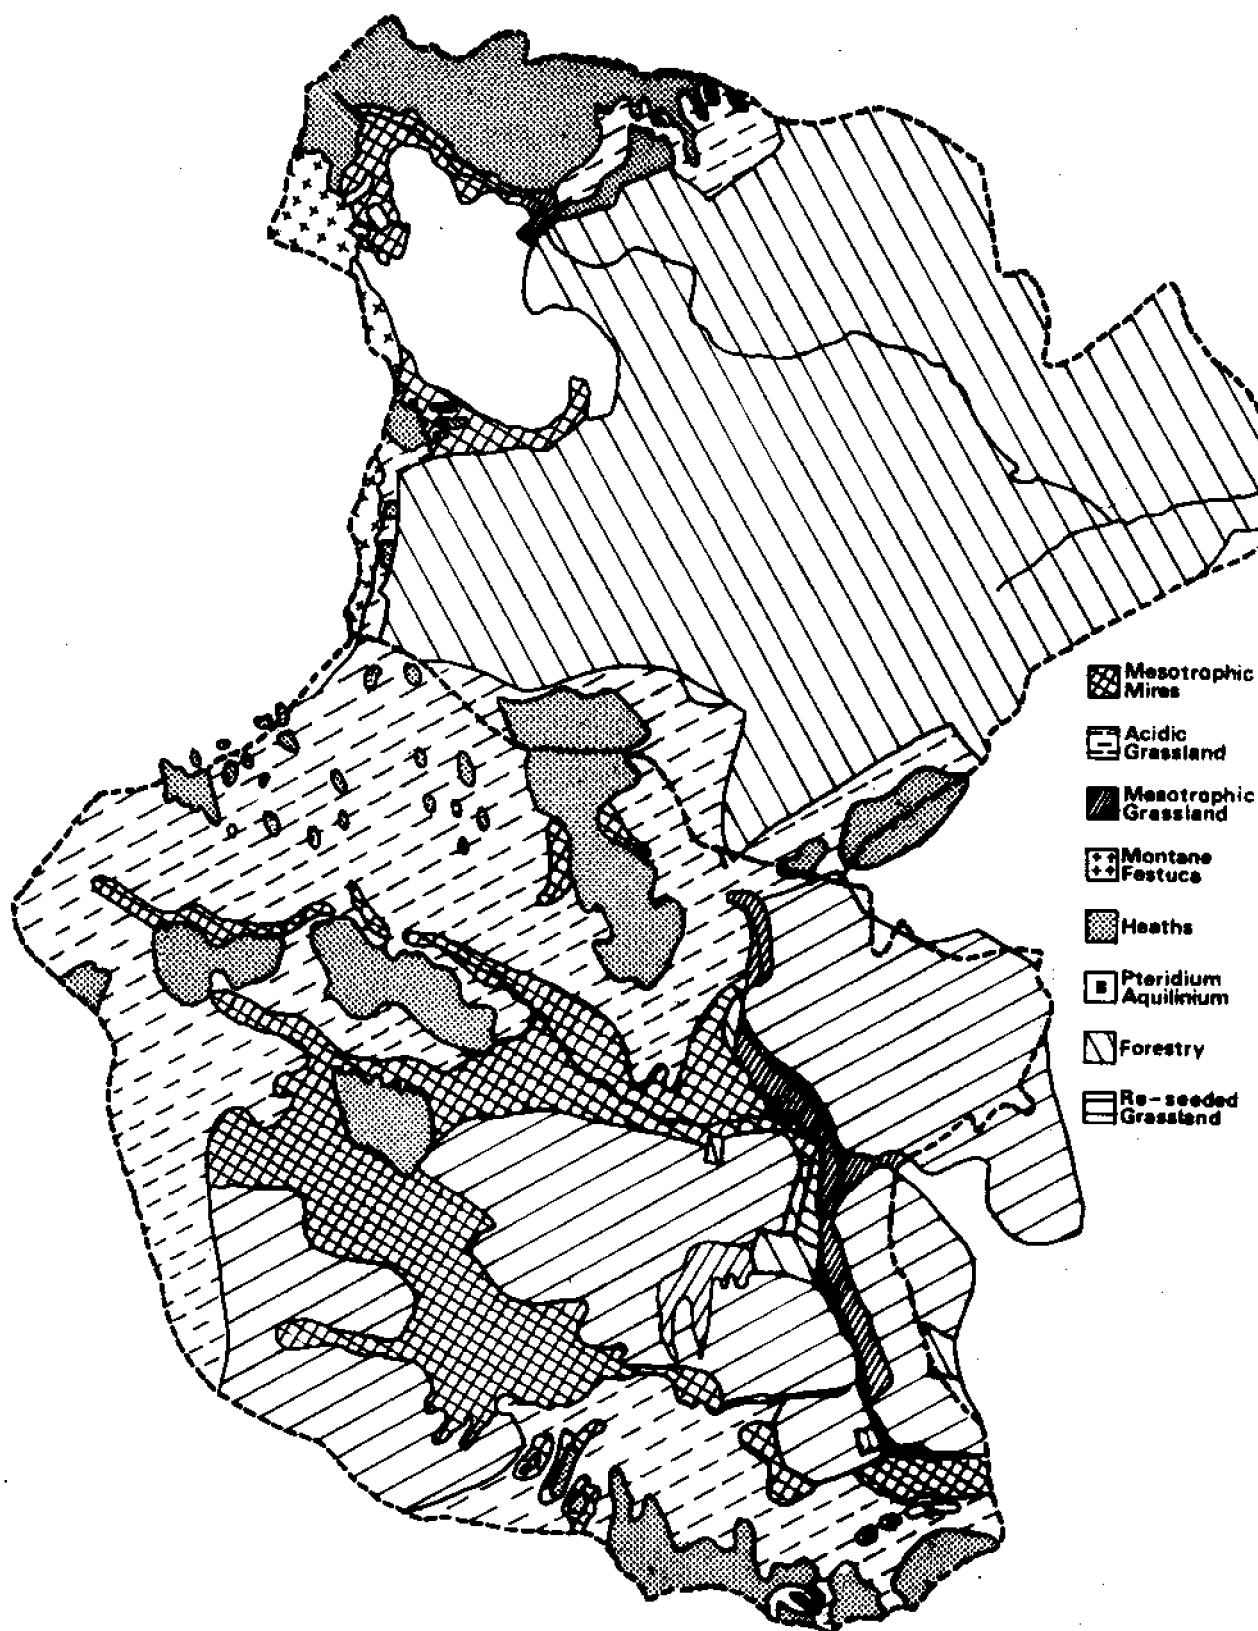 Mesotrophic
Mires
Acidic
Grassland
Mesotrophic
Grassland
Montane
Festuca
Heaths
Pteridium
Aquilinium
Forestry
Re-seeded
Grassland